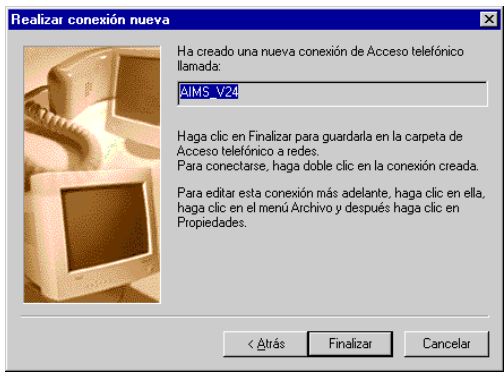 Realizar conexión nueva
Ha creado una nueva conexión de Acceso telefónico
llamada:
AIMS_V24
Haga clic en Finalizar para guardarla en la carpeta de
Acceso telefónico a redes.
Para conectarse, haga doble clic en la conexión creada.
Para editar esta conexión más adelante, haga clic en ella,
haga clic en el menú Archivo y después haga clic en
Propiedades.
< Atrás Finalizar Cancelar